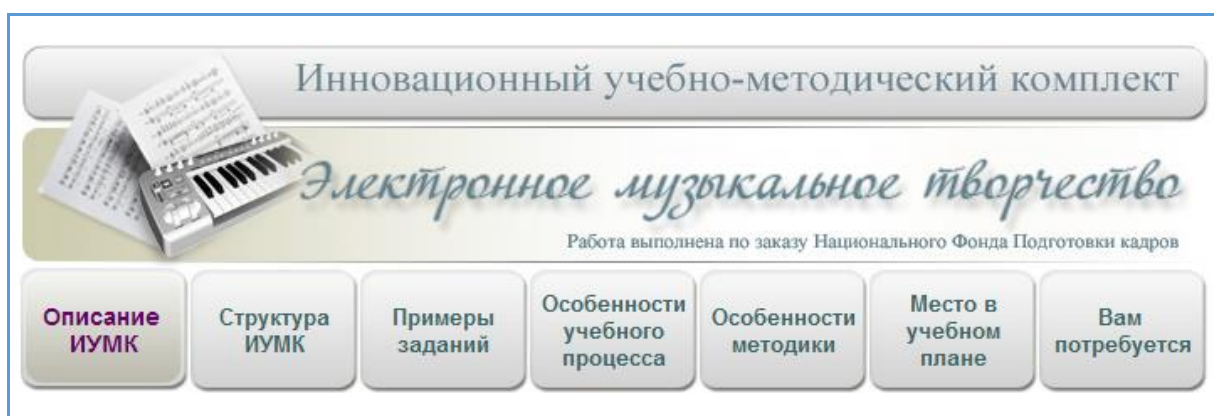 Инновационный учебно-методический комплект
Электронное музыкальное творчество
Работа выполнена по заказу Национального Фонда Подготовки кадров
Описание
ИУМК
Структура
ИУМК
Примеры
заданий
Особенности
учебного
процесса
Особенности
методики
Место в
учебном
плане
Вам
потребуется